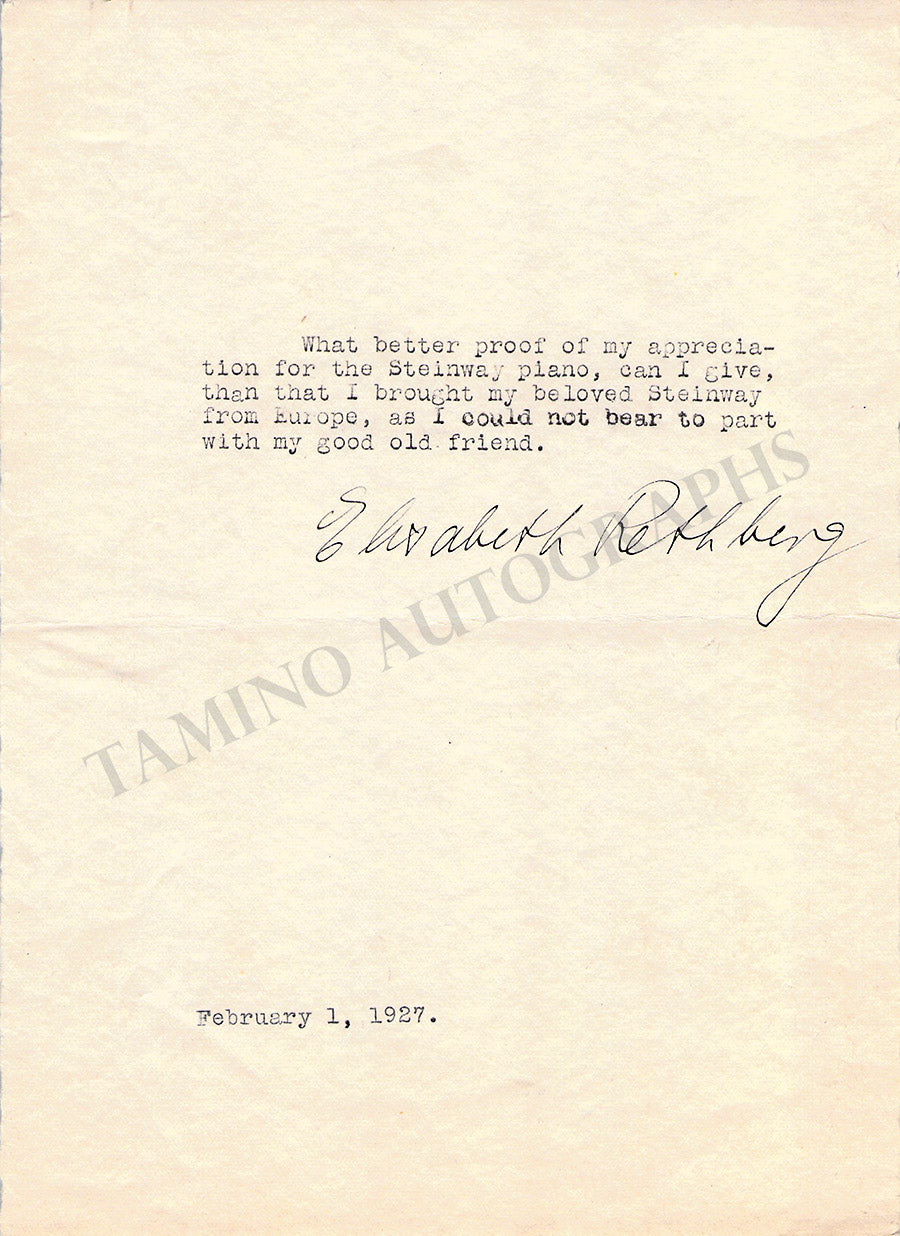 What better proof of my apprecia-
tion for the Steinway piano, can I give,
than that I brought my beloved Steinway
from Europe, as I could not bear to part
with my good old friend.
Elisabeth Rethberg
TAMINO AUTOGRAPHS
February 1, 1927.